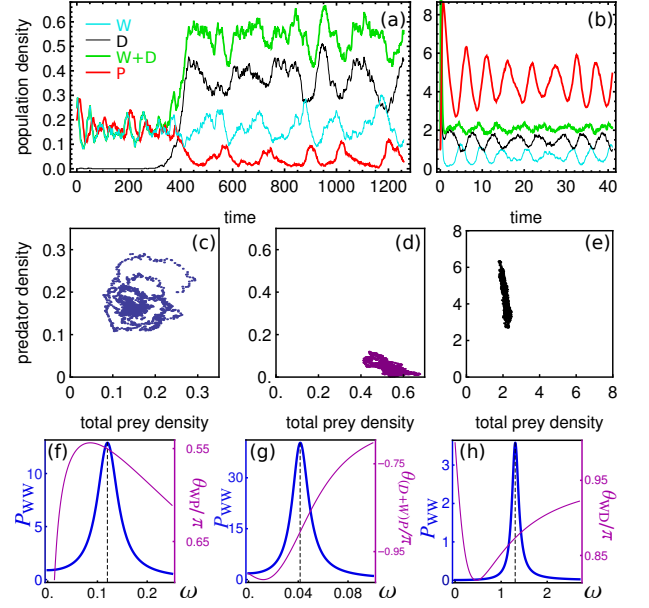 (a)
W
D
W+D
P
population density
0.6
0.5
0.4
0.3
0.2
0.1
0.
0 200 400 600 800 1000 1200
time
(b)
8
6
4
2
0
0 10 20 30 40
time
(c)
predator density
0.3
0.2
0.1
0.
0. 0.1 0.2 0.3
total prey density
(d)
0.6
0.4
0.2
0.
0. 0.2 0.4 0.6
total prey density
(e)
8
6
4
2
0
0 2 4 6 8
total prey density
(f)
PWW
10
5
0
0. 0.1 0.2
ω
0.55
0.65
θWP/π
(g)
PWW
30
15
0
0. 0.04 0.08
ω
−0.75
−0.95
θ(D+W)P/π
(h)
PWW
3
2
1
0
0 1 2
ω
0.95
0.85
θWD/π